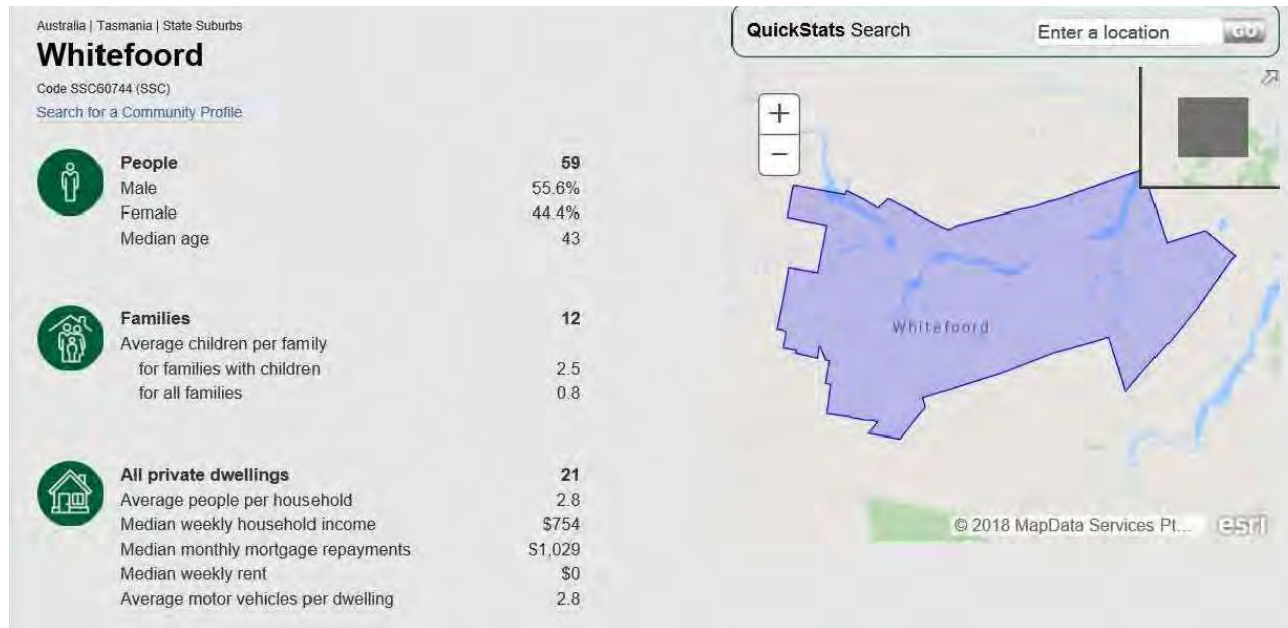 Australia | Tasmania | State Suburbs
Whitefoord
Code SSC60744 (SSC)
Search for a Community Profile
People 59
Male 55.6%
Female 44.4%
Median age 43
Families 12
Average children per family
for families with children 2.5
for all families 0.8
All private dwellings 21
Average people per household 2.8
Median weekly household income $754
Median monthly mortgage repayments $1,029
Median weekly rent $0
Average motor vehicles per dwelling 2.8
QuickStats Search Enter a location GO
+
−
Whitefoord
© 2018 MapData Services Pt... esri